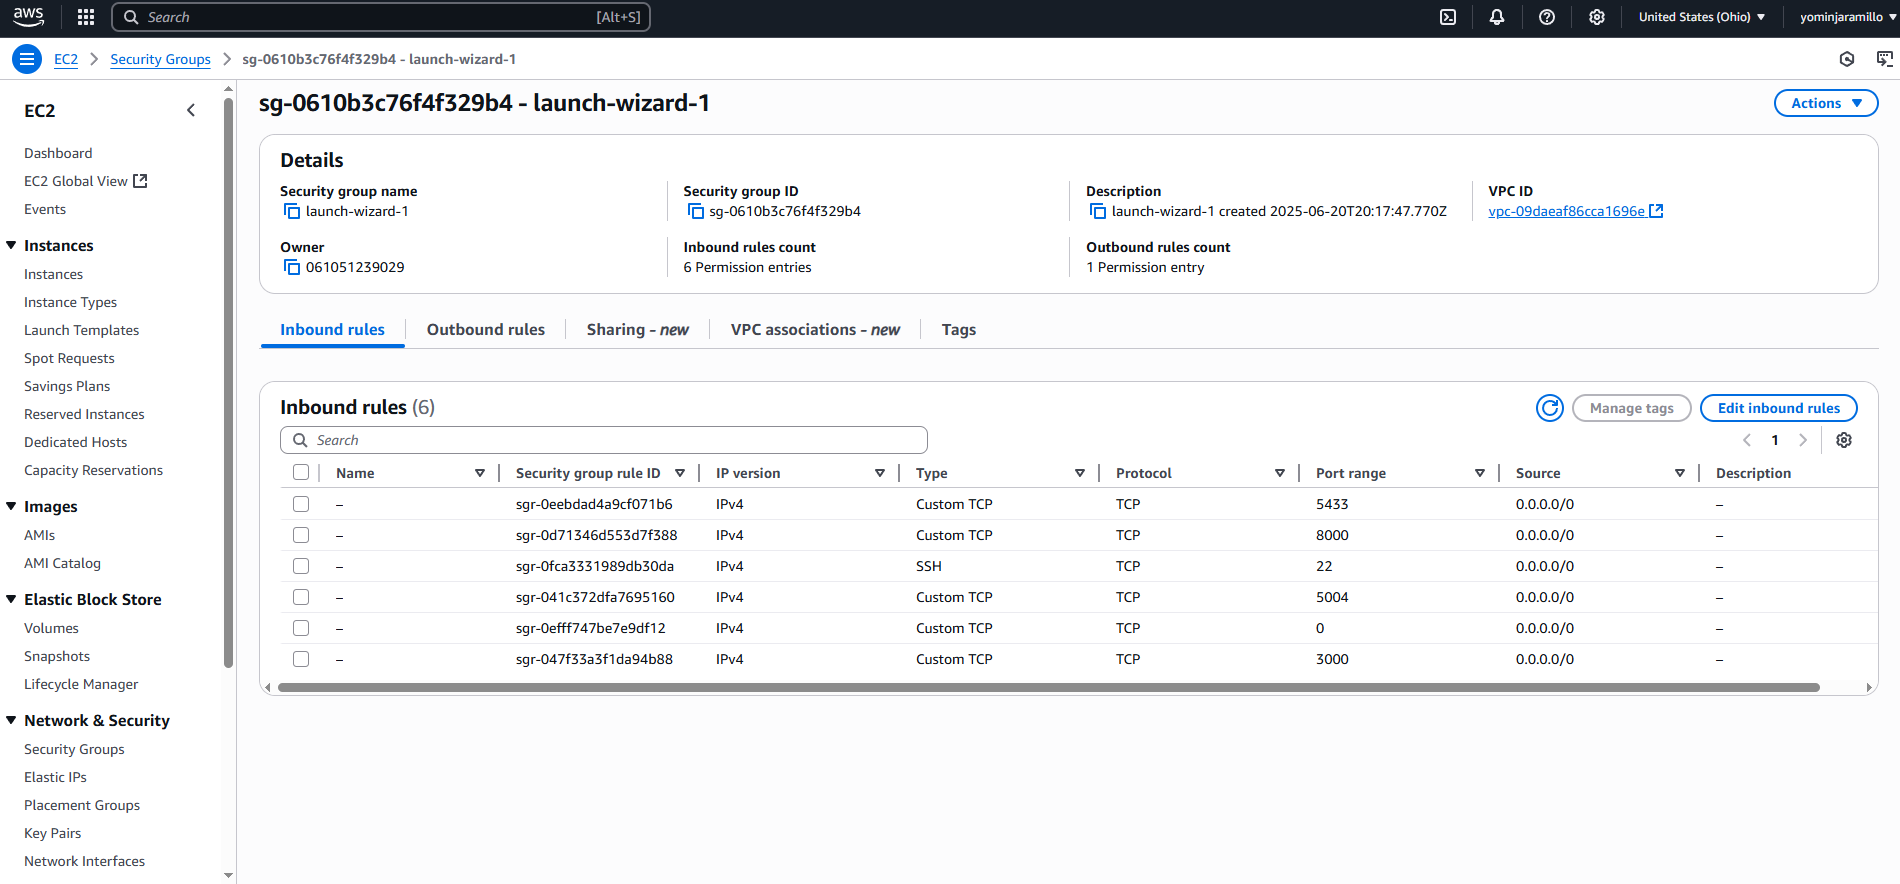 aws
Search [Alt+S]
United States (Ohio)
yominjaramillo
EC2
Security Groups
sg-0610b3c76f4f329b4 - launch-wizard-1
EC2
Dashboard
EC2 Global View
Events
Instances
Instances
Instance Types
Launch Templates
Spot Requests
Savings Plans
Reserved Instances
Dedicated Hosts
Capacity Reservations
Images
AMIs
AMI Catalog
Elastic Block Store
Volumes
Snapshots
Lifecycle Manager
Network & Security
Security Groups
Elastic IPs
Placement Groups
Key Pairs
Network Interfaces
sg-0610b3c76f4f329b4 - launch-wizard-1
Actions
Details
Security group name
launch-wizard-1
Security group ID
sg-0610b3c76f4f329b4
Description
launch-wizard-1 created 2025-06-20T20:17:47.770Z
VPC ID
vpc-09daeaf86cca1696e
Owner
061051239029
Inbound rules count
6 Permission entries
Outbound rules count
1 Permission entry
Inbound rules
Outbound rules
Sharing - new
VPC associations - new
Tags
Inbound rules (6)
Manage tags
Edit inbound rules
Search
1
Name Security group rule ID IP version Type Protocol Port range Source Description
– sgr-0eebdad4a9cf071b6 IPv4 Custom TCP TCP 5433 0.0.0.0/0 –
– sgr-0d71346d553d7f388 IPv4 Custom TCP TCP 8000 0.0.0.0/0 –
– sgr-0fca3331989db30da IPv4 SSH TCP 22 0.0.0.0/0 –
– sgr-041c372dfa7695160 IPv4 Custom TCP TCP 5004 0.0.0.0/0 –
– sgr-0efff747be7e9df12 IPv4 Custom TCP TCP 0 0.0.0.0/0 –
– sgr-047f33a3f1da94b88 IPv4 Custom TCP TCP 3000 0.0.0.0/0 –